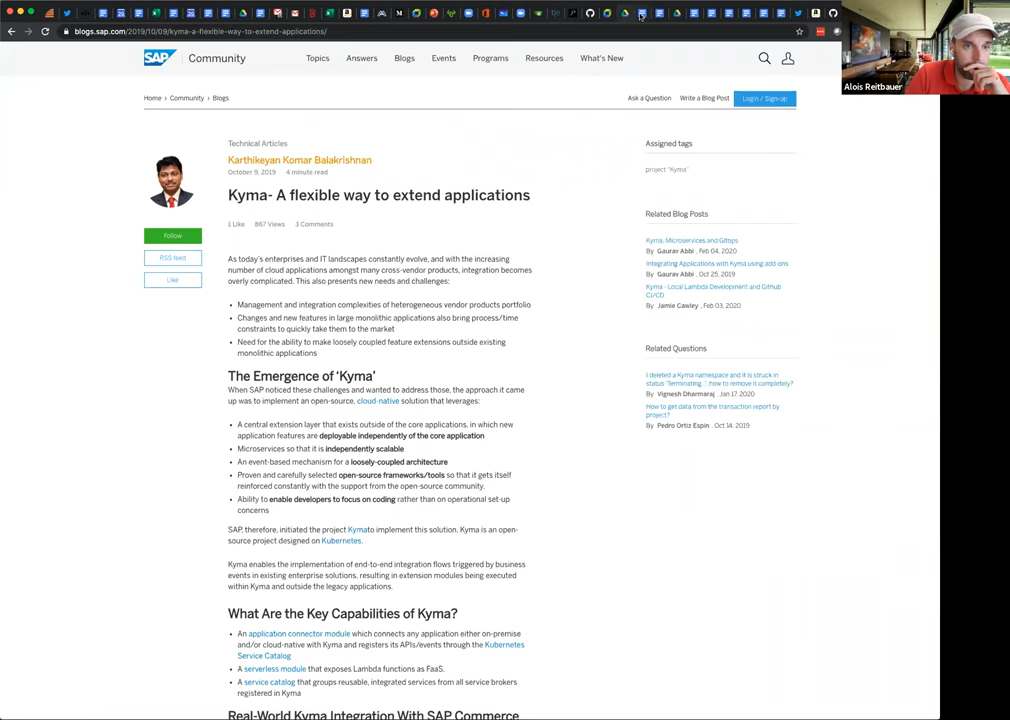 blogs.sap.com/2019/10/09/kyma-a-flexible-way-to-extend-applications/
SAP Community
Topics Answers Blogs Events Programs Resources What's New
Alois Reitbauer
Home › Community › Blogs
Ask a Question Write a Blog Post Login / Sign-up
Technical Articles
Karthikeyan Komar Balakrishnan
October 9, 2019 4 minute read
Kyma- A flexible way to extend applications
1 Like 867 Views 3 Comments
Follow
RSS feed
Like
As today's enterprises and IT landscapes constantly evolve, and with the increasing
number of cloud applications amongst many cross-vendor products, integration becomes
overly complicated. This also presents new needs and challenges:
• Management and integration complexities of heterogeneous vendor products portfolio
• Changes and new features in large monolithic applications also bring process/time
constraints to quickly take them to the market
• Need for the ability to make loosely coupled feature extensions outside existing
monolithic applications
The Emergence of 'Kyma'
When SAP noticed these challenges and wanted to address those, the approach it came
up was to implement an open-source, cloud-native solution that leverages:
• A central extension layer that exists outside of the core applications, in which new
application features are deployable independently of the core application
• Microservices so that it is independently scalable
• An event-based mechanism for a loosely-coupled architecture
• Proven and carefully selected open-source frameworks/tools so that it gets itself
reinforced constantly with the support from the open-source community.
• Ability to enable developers to focus on coding rather than on operational set-up
concerns
SAP, therefore, initiated the project Kymato implement this solution. Kyma is an open-
source project designed on Kubernetes.
Kyma enables the implementation of end-to-end integration flows triggered by business
events in existing enterprise solutions, resulting in extension modules being executed
within Kyma and outside the legacy applications.
What Are the Key Capabilities of Kyma?
• An application connector module which connects any application either on-premise
and/or cloud-native with Kyma and registers its APIs/events through the Kubernetes
Service Catalog
• A serverless module that exposes Lambda functions as FaaS.
• A service catalog that groups reusable, integrated services from all service brokers
registered in Kyma
Real-World Kyma Integration With SAP Commerce
Assigned tags
project "Kyma"
Related Blog Posts
Kyma, Microservices and Gitops
By Gaurav Abbi , Feb 04, 2020
Integrating Applications with Kyma using add-ons
By Gaurav Abbi , Oct 25, 2019
Kyma - Local Lambda Development and Github
CI/CD
By Jamie Cawley , Feb 03, 2020
Related Questions
I deleted a Kyma namespace and it is struck in
status 'Terminating, ': how to remove it completely?
By Vignesh Dharmaraj , Jan 17, 2020
How to get data from the transaction report by
project?
By Pedro Ortiz Espin , Oct 14, 2019